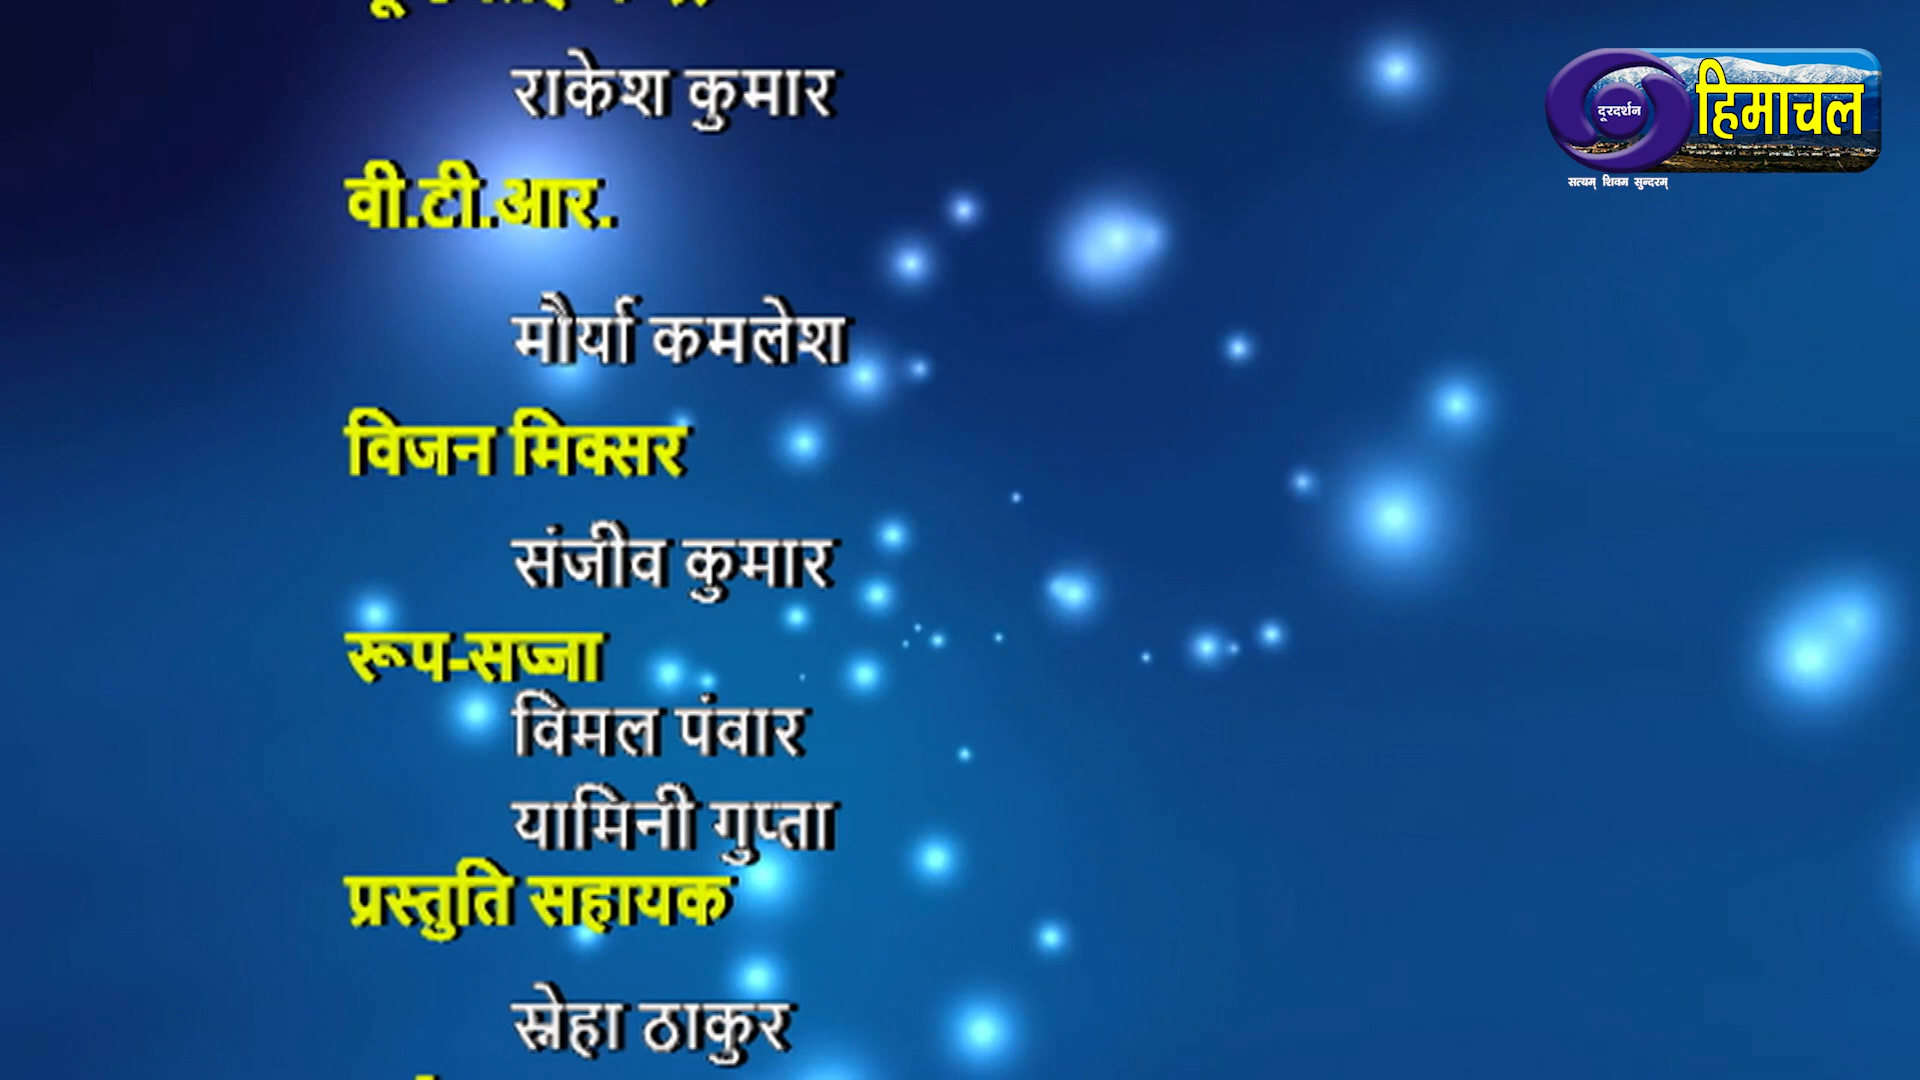 राकेश कुमार
वी.टी.आर.
मौर्या कमलेश
विजन मिक्सर
संजीव कुमार
रूप-सज्जा
विमल पंवार
यामिनी गुप्ता
प्रस्तुति सहायक
स्नेहा ठाकुर
दूरदर्शन
हिमाचल
सत्यम् शिवम सुन्दरम्